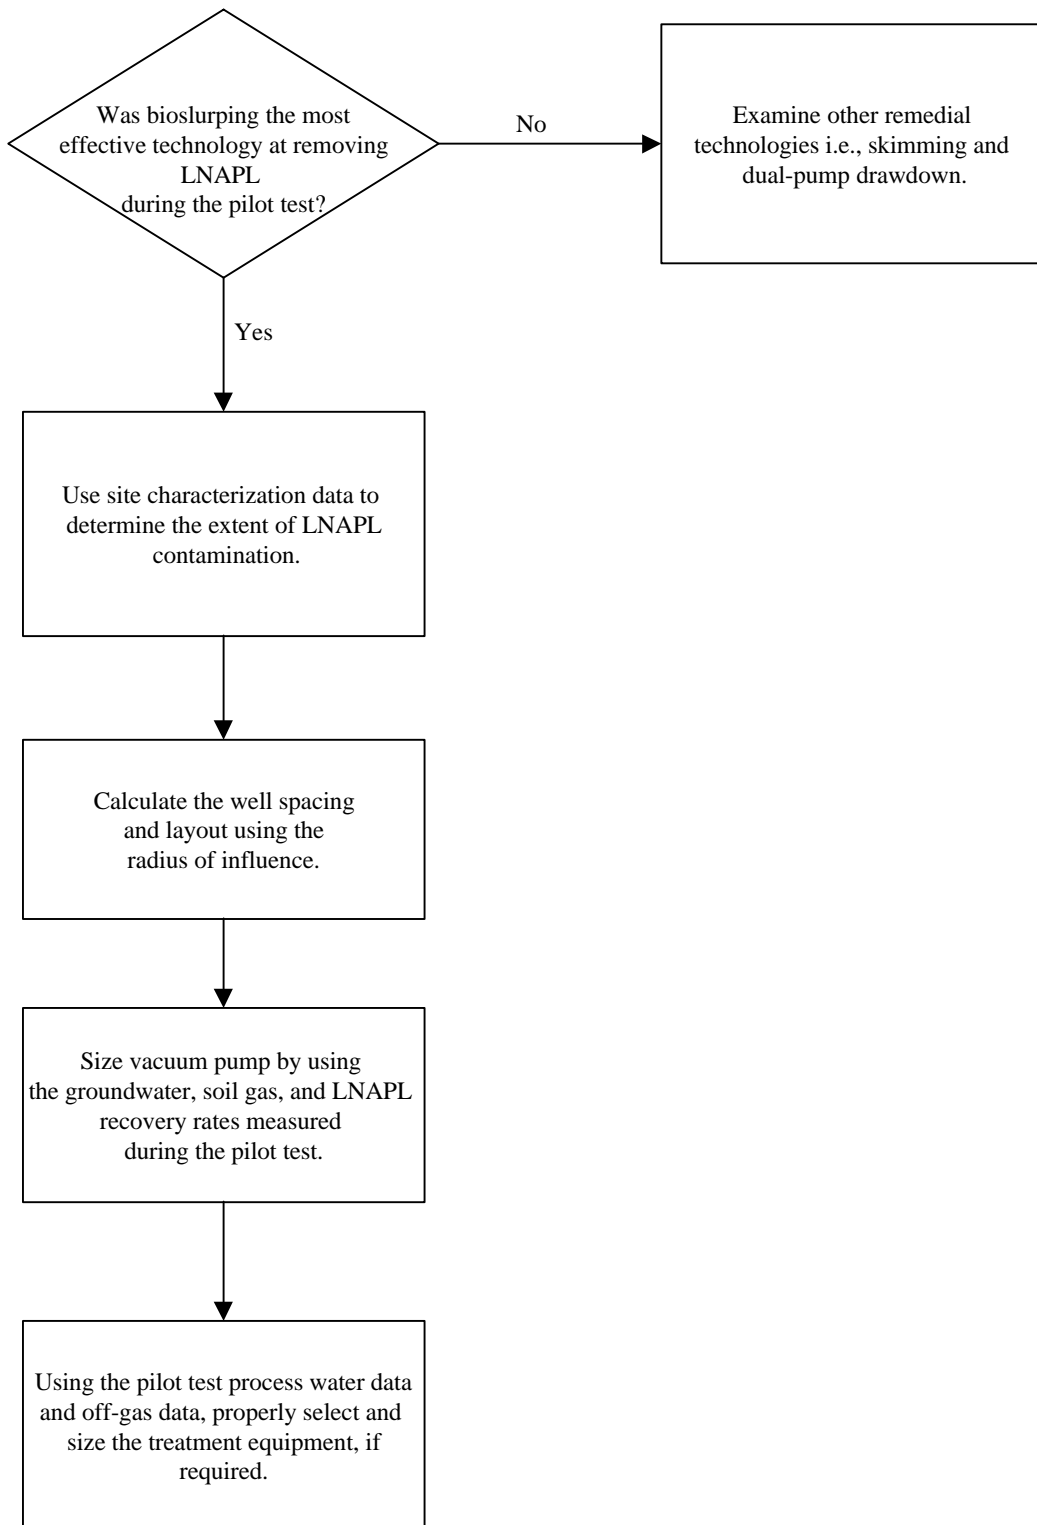 Was bioslurping the most
effective technology at removing
LNAPL
during the pilot test?
No
Examine other remedial
technologies i.e., skimming and
dual-pump drawdown.
Yes
Use site characterization data to
determine the extent of LNAPL
contamination.
Calculate the well spacing
and layout using the
radius of influence.
Size vacuum pump by using
the groundwater, soil gas, and LNAPL
recovery rates measured
during the pilot test.
Using the pilot test process water data
and off-gas data, properly select and
size the treatment equipment, if
required.